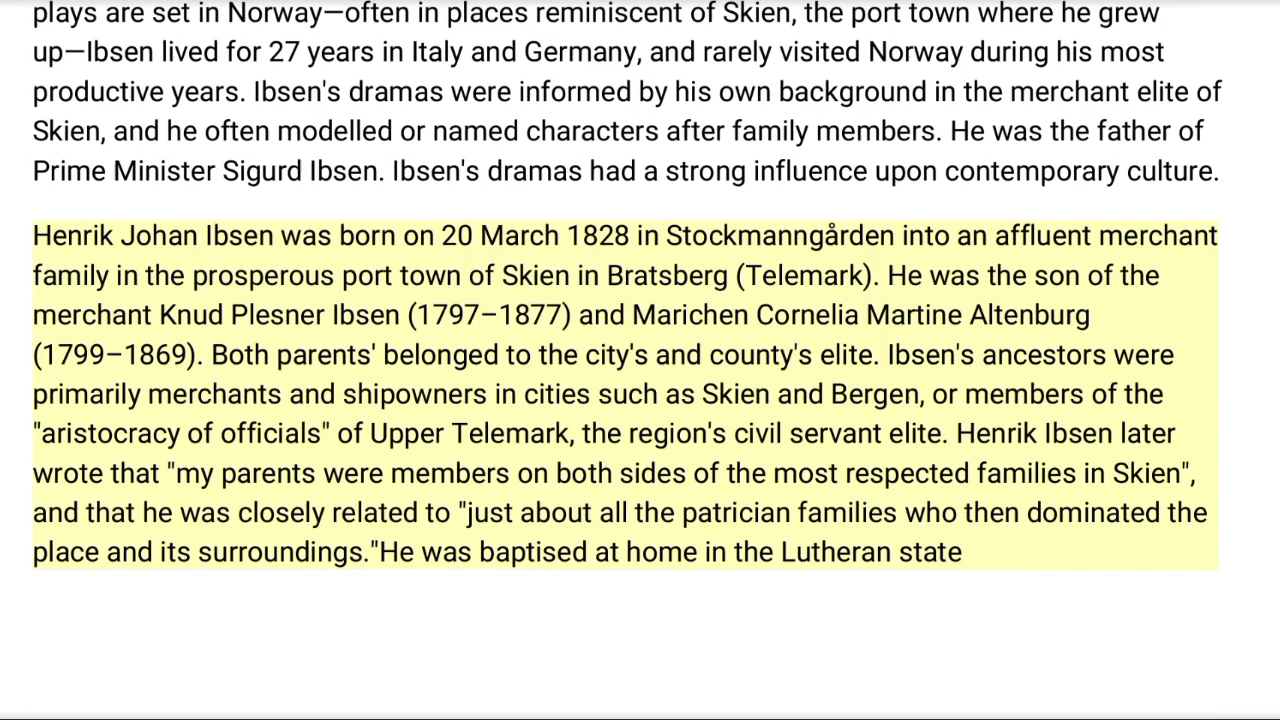 plays are set in Norway—often in places reminiscent of Skien, the port town where he grew
up—Ibsen lived for 27 years in Italy and Germany, and rarely visited Norway during his most
productive years. Ibsen's dramas were informed by his own background in the merchant elite of
Skien, and he often modelled or named characters after family members. He was the father of
Prime Minister Sigurd Ibsen. Ibsen's dramas had a strong influence upon contemporary culture.
Henrik Johan Ibsen was born on 20 March 1828 in Stockmanngården into an affluent merchant
family in the prosperous port town of Skien in Bratsberg (Telemark). He was the son of the
merchant Knud Plesner Ibsen (1797–1877) and Marichen Cornelia Martine Altenburg
(1799–1869). Both parents' belonged to the city's and county's elite. Ibsen's ancestors were
primarily merchants and shipowners in cities such as Skien and Bergen, or members of the
"aristocracy of officials" of Upper Telemark, the region's civil servant elite. Henrik Ibsen later
wrote that "my parents were members on both sides of the most respected families in Skien",
and that he was closely related to "just about all the patrician families who then dominated the
place and its surroundings."He was baptised at home in the Lutheran state